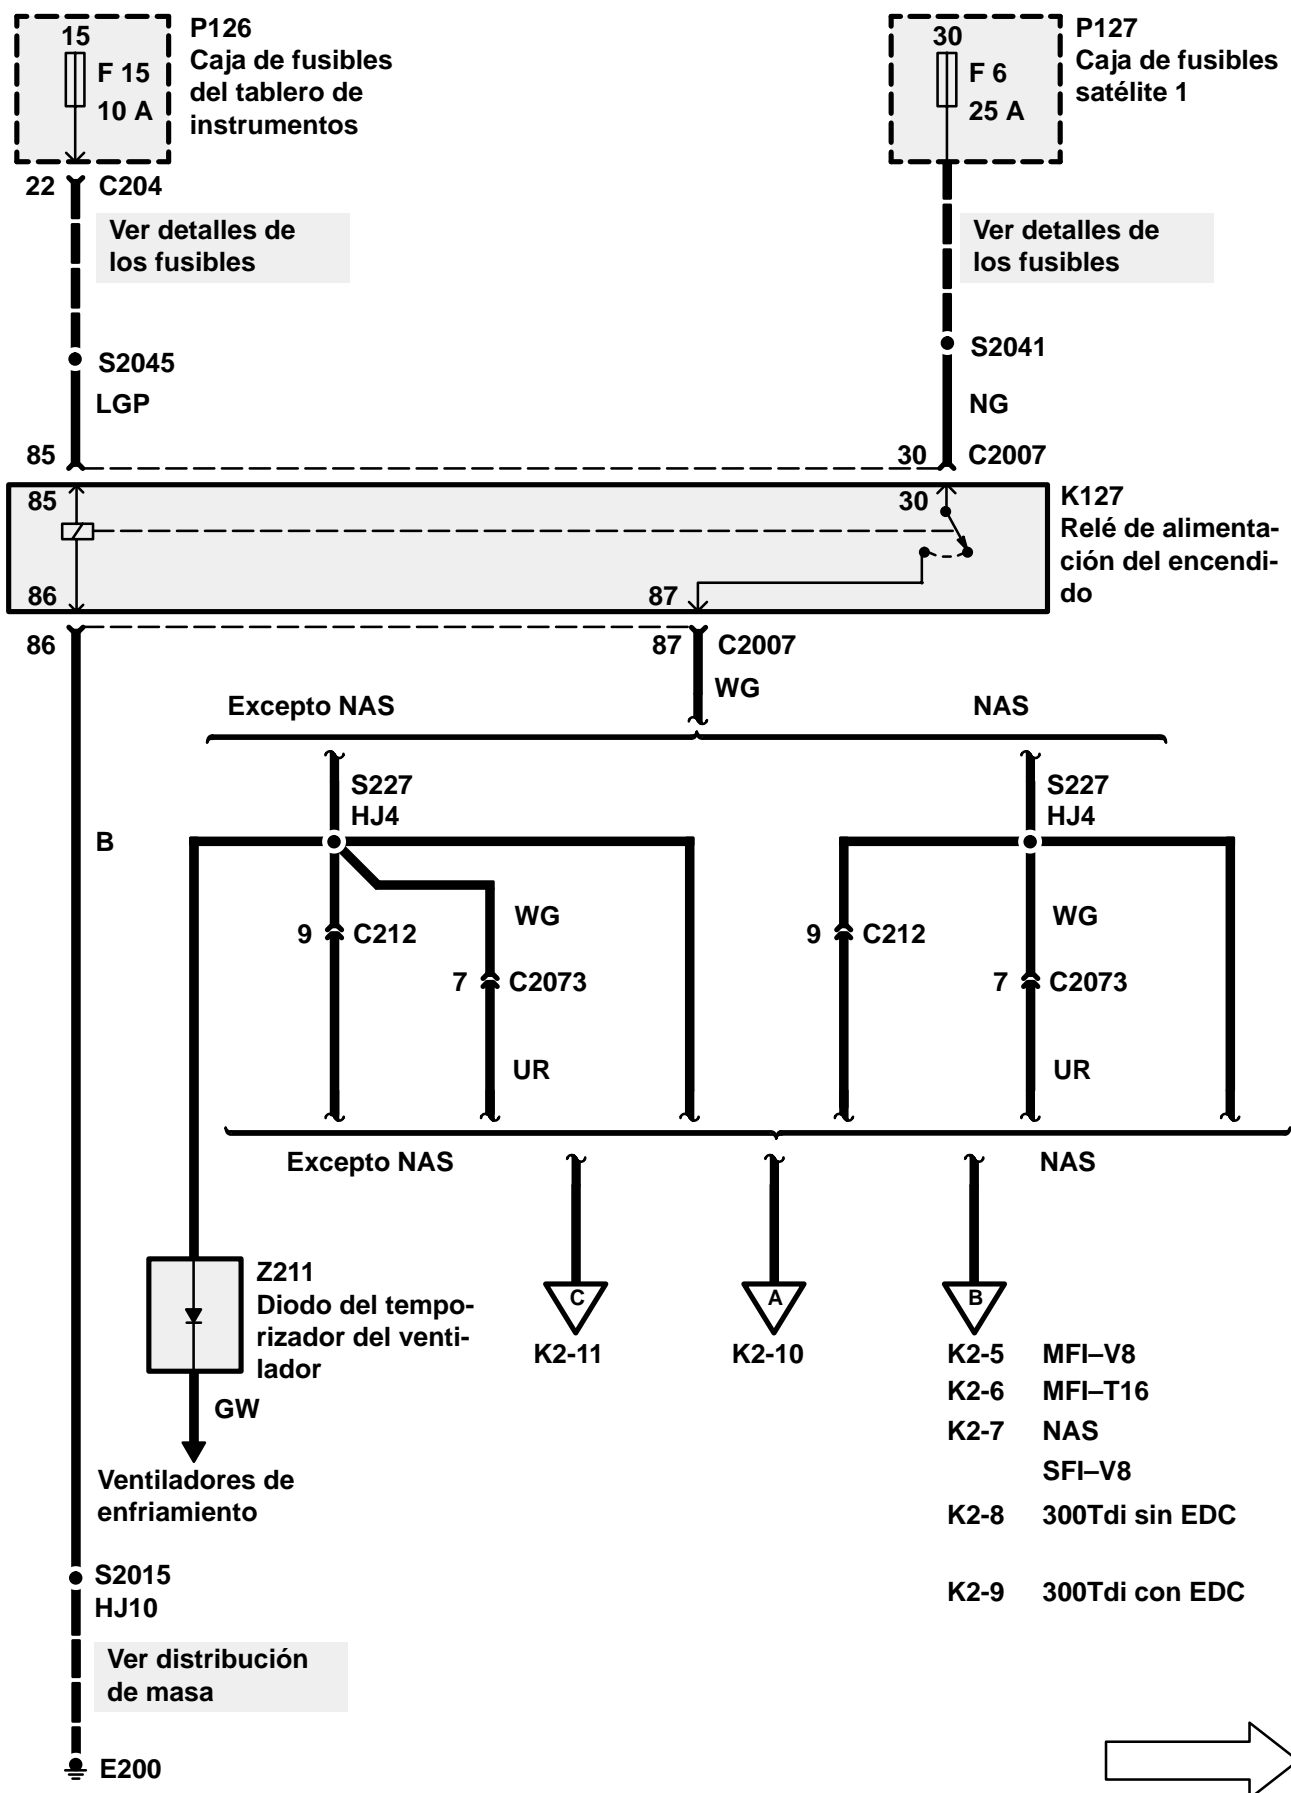 15
F 15
10 A
P126
Caja de fusibles
del tablero de
instrumentos
30
F 6
25 A
P127
Caja de fusibles
satélite 1
22
C204
Ver detalles de
los fusibles
Ver detalles de
los fusibles
S2045
LGP
S2041
NG
85
30
C2007
85
30
K127
Relé de alimenta-
ción del encendi-
do
86
87
86
87
C2007
WG
Excepto NAS
NAS
S227
HJ4
S227
HJ4
B
WG
WG
9
C212
9
C212
7
C2073
7
C2073
UR
UR
Excepto NAS
NAS
Z211
Diodo del tempo-
rizador del venti-
lador
C
A
B
K2-11
K2-10
K2-5 MFI–V8
K2-6 MFI–T16
K2-7 NAS
SFI–V8
K2-8 300Tdi sin EDC
K2-9 300Tdi con EDC
GW
Ventiladores de
enfriamiento
S2015
HJ10
Ver distribución
de masa
E200